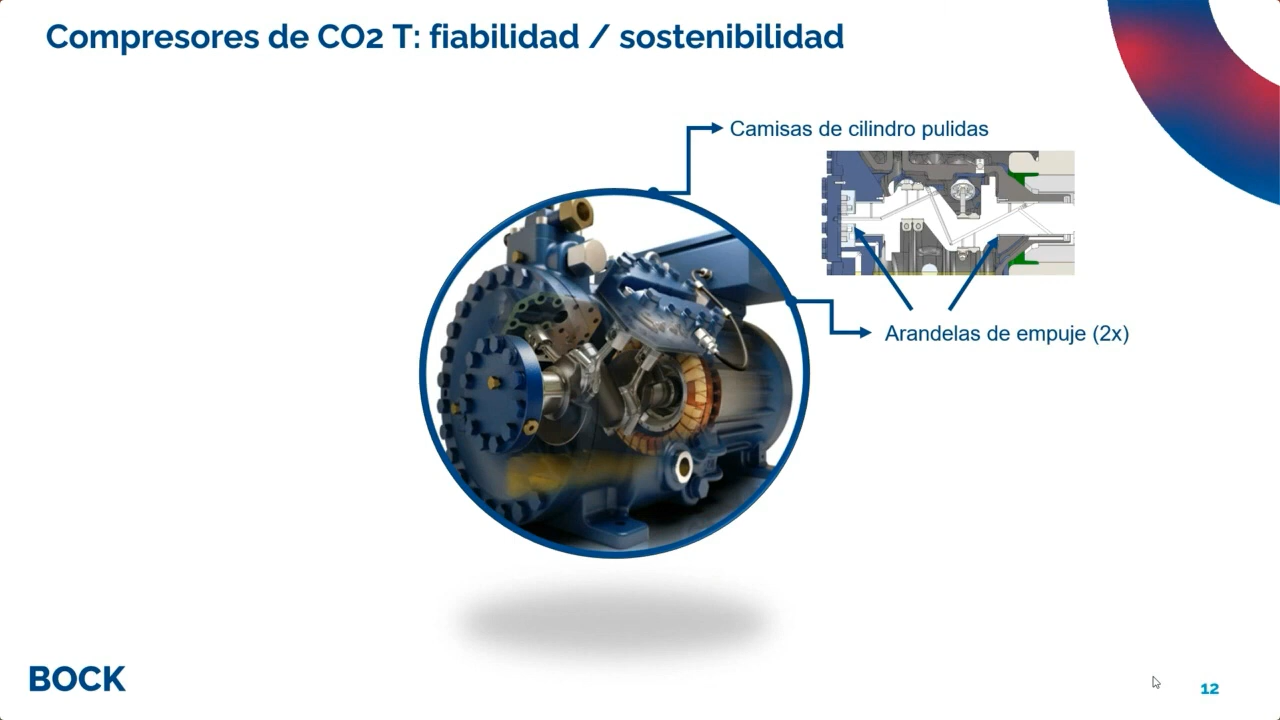 Compresores de CO2 T: fiabilidad / sostenibilidad
Camisas de cilindro pulidas
Arandelas de empuje (2x)
BOCK
12